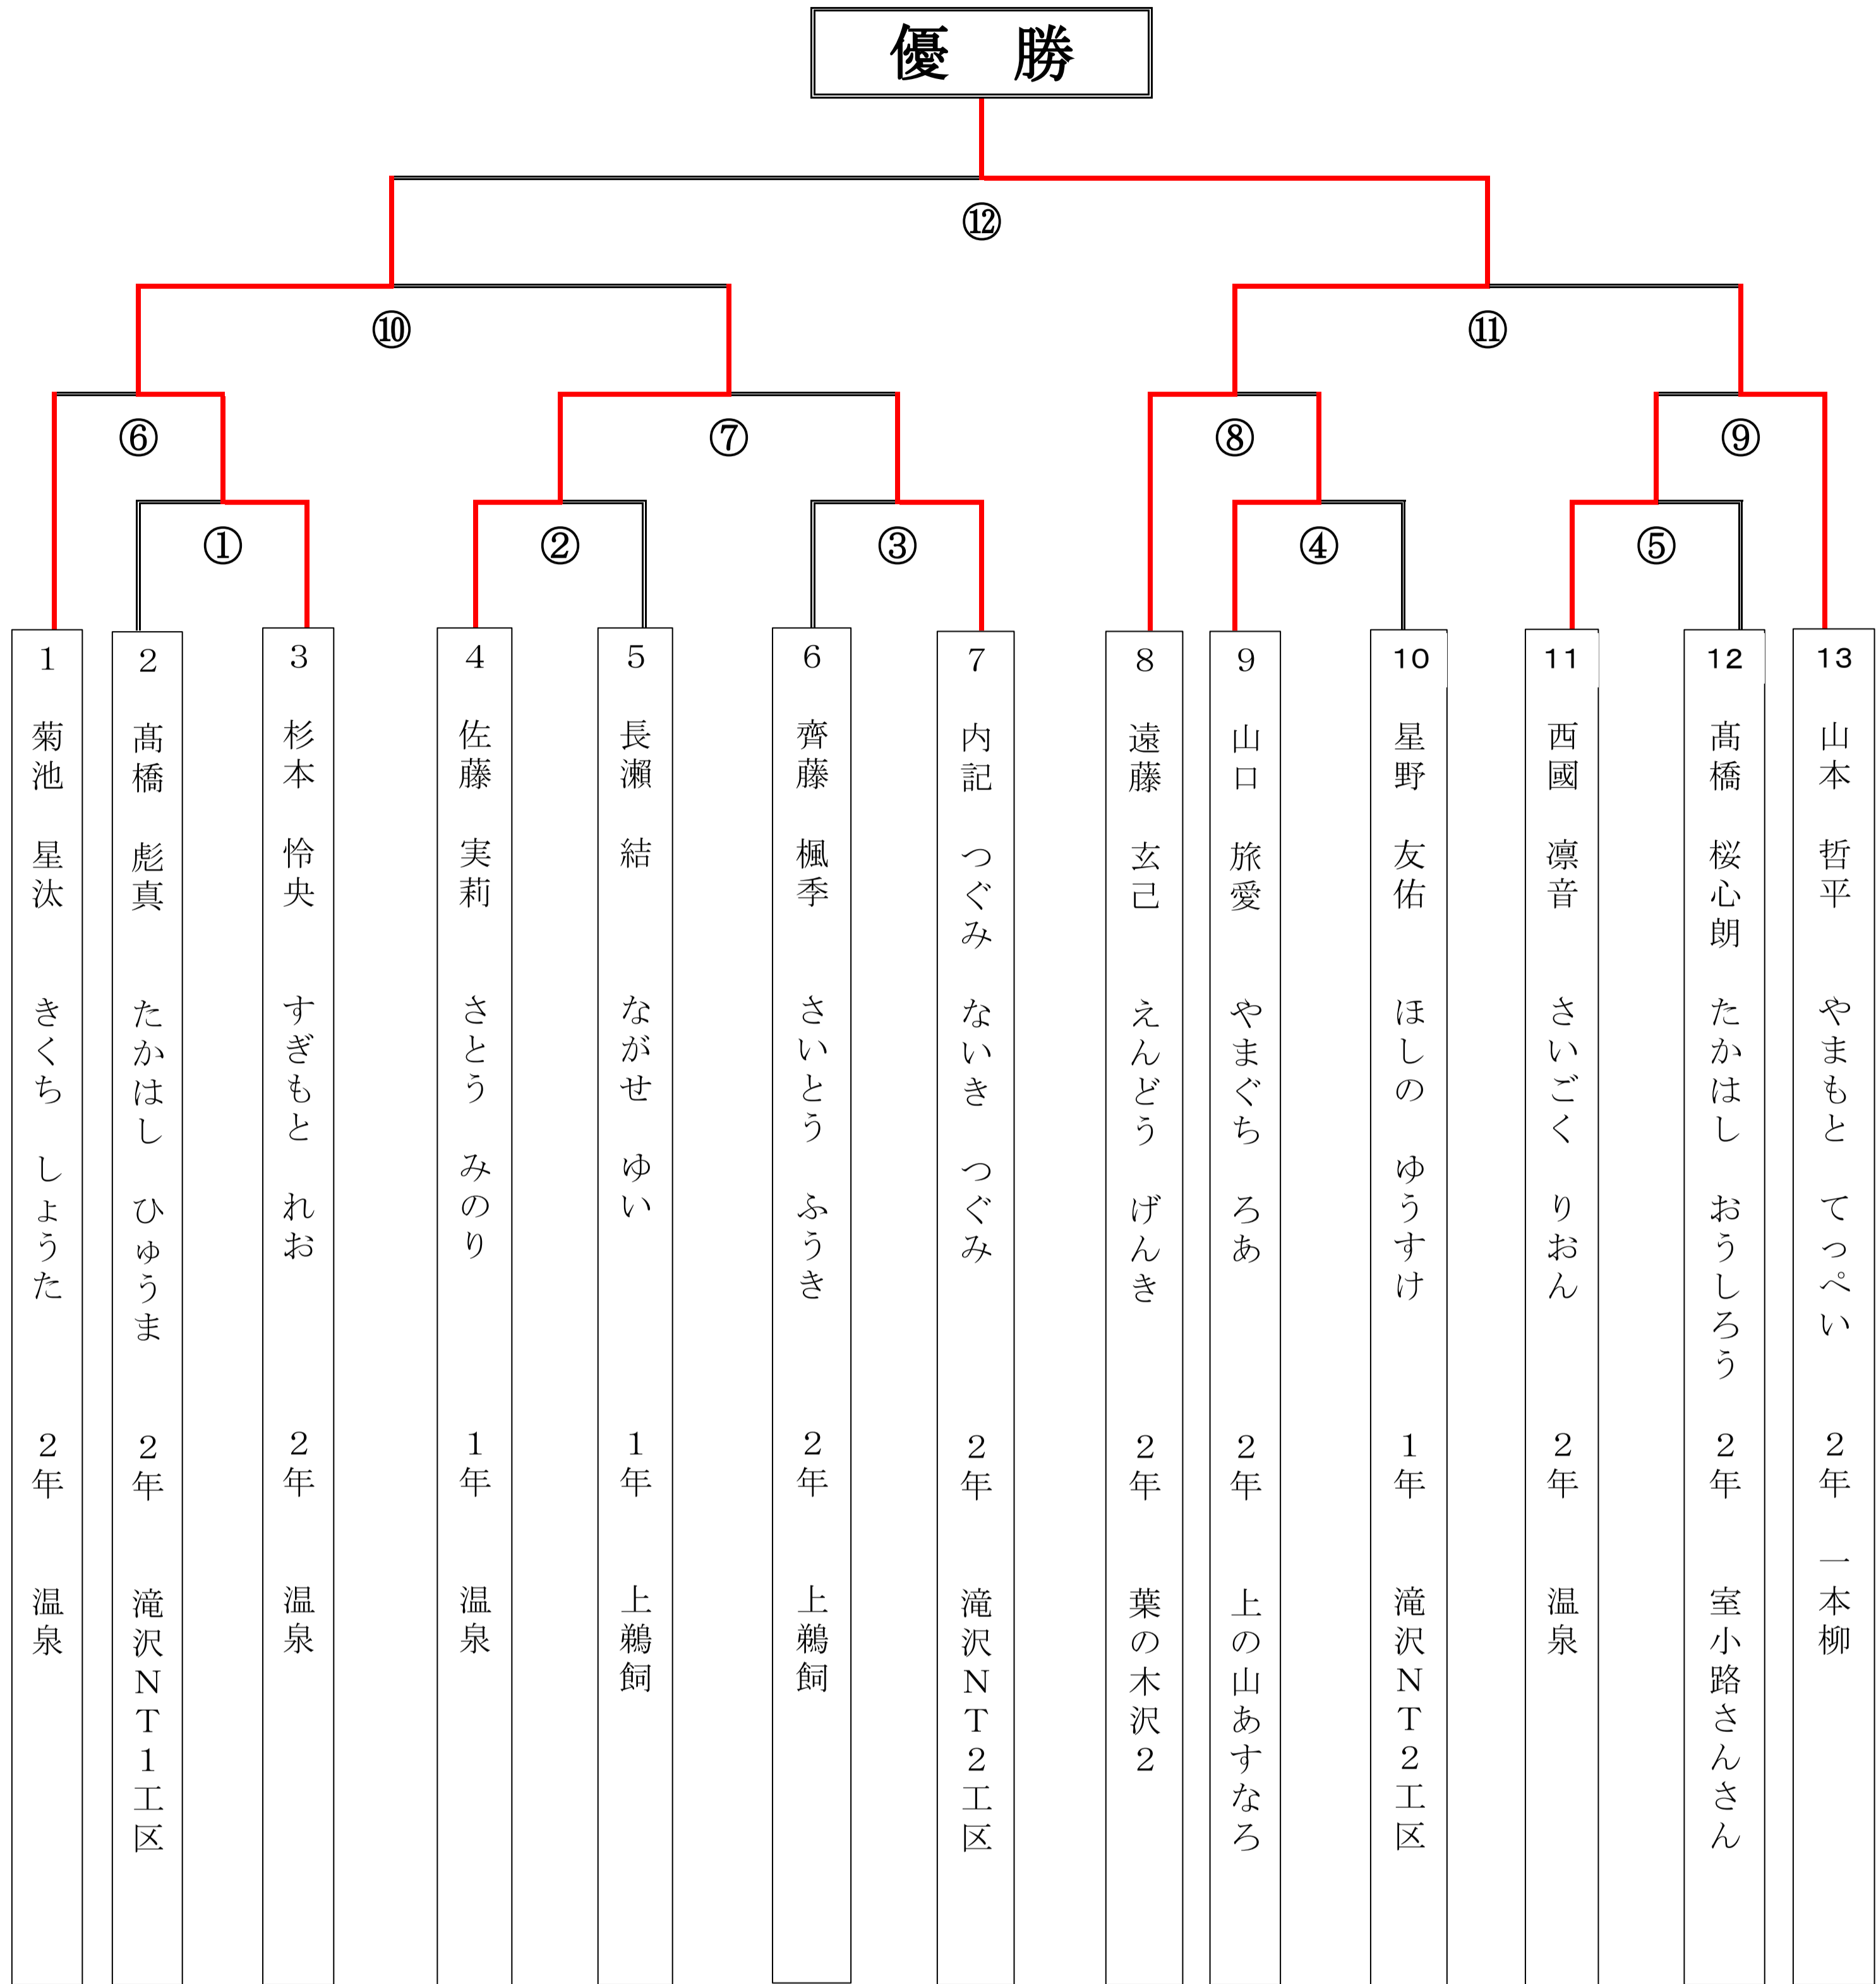 優　勝
⑫
⑩
⑪
⑥
⑦
⑧
⑨
①
②
③
④
⑤
１　菊池　星汰　きくち　しょうた　２年　温泉
２　髙橋　彪真　たかはし　ひゅうま　２年　滝沢ＮＴ１工区
３　杉本　怜央　すぎもと　れお　２年　温泉
４　佐藤　実莉　さとう　みのり　１年　温泉
５　長瀬　結　ながせ　ゆい　１年　上鵜飼
６　齊藤　楓季　さいとう　ふうき　２年　上鵜飼
７　内記　つぐみ　ないき　つぐみ　２年　滝沢ＮＴ２工区
８　遠藤　玄己　えんどう　げんき　２年　葉の木沢２
９　山口　旅愛　やまぐち　ろあ　２年　上の山あすなろ
10　星野　友佑　ほしの　ゆうすけ　１年　滝沢ＮＴ２工区
11　西國　凛音　さいごく　りおん　２年　温泉
12　髙橋　桜心朗　たかはし　おうしろう　２年　室小路さんさん
13　山本　哲平　やまもと　てっぺい　２年　一本柳